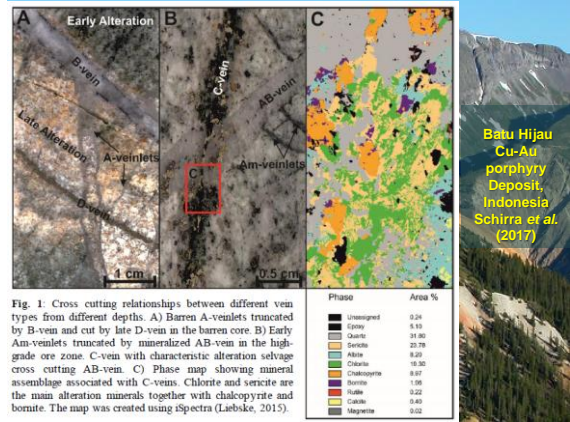 A
Early Alteration
B-vein
Late Alteration
A-veinlets
D-vein
1 cm
B
C-vein
AB-vein
Am-veinlets
C
0.5 cm
C
Batu Hijau
Cu-Au
porphyry
Deposit,
Indonesia
Schirra et al.
(2017)
Fig. 1: Cross cutting relationships between different vein
types from different depths. A) Barren A-veinlets truncated
by B-vein and cut by late D-vein in the barren core. B) Early
Am-veinlets truncated by mineralized AB-vein in the high-
grade ore zone. C-vein with characteristic alteration selvage
cross cutting AB-vein. C) Phase map showing mineral
assemblage associated with C-veins. Chlorite and sericite are
the main alteration minerals together with chalcopyrite and
bornite. The map was created using iSpectra (Liebske, 2015).
Phase Area %
Unassigned 0.24
Epoxy 5.10
Quartz 31.80
Sericite 23.78
Albite 8.20
Chlorite 19.30
Chalcopyrite 8.97
Bornite 1.98
Rutile 0.22
Calcite 0.40
Magnetite 0.02